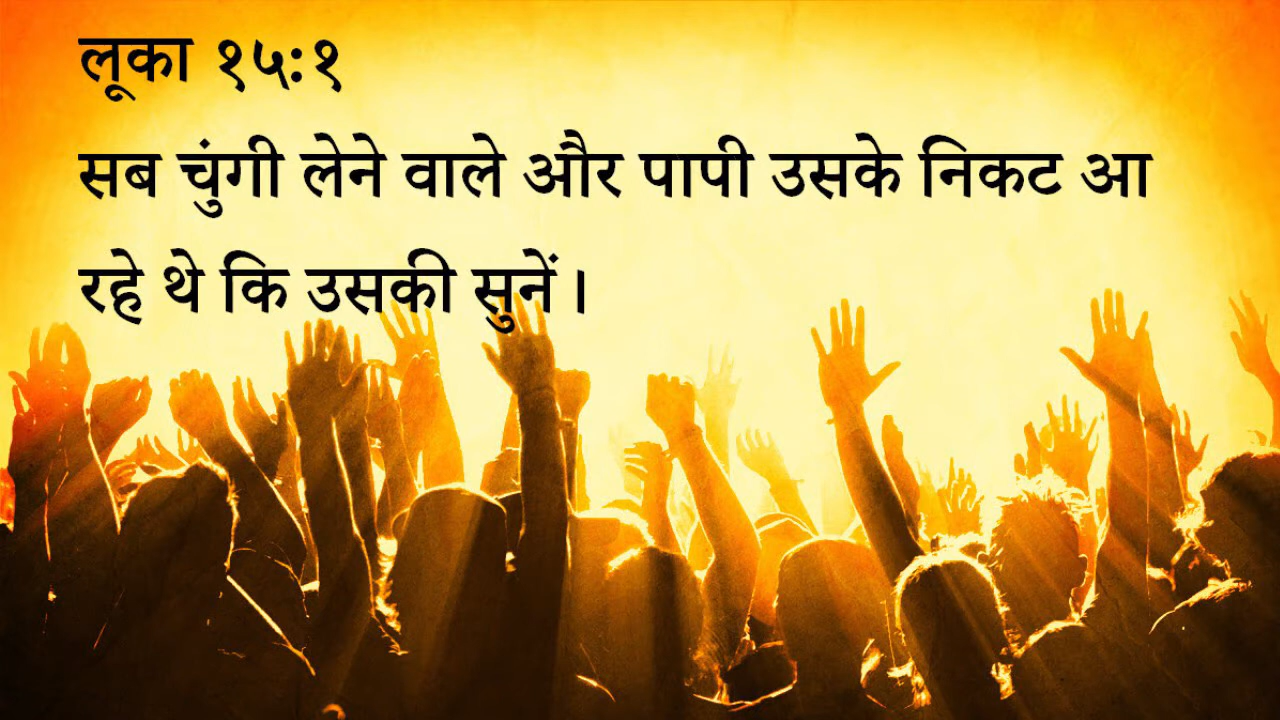 लूका १५:१
सब चुंगी लेने वाले और पापी उसके निकट आ
रहे थे कि उसकी सुनें।